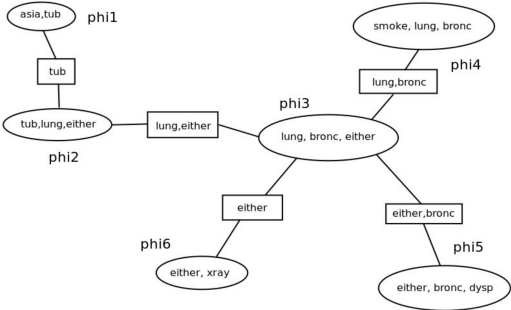 asia,tub
phi1
smoke, lung, bronc
tub
lung,bronc
phi4
phi3
tub,lung,either
lung,either
lung, bronc, either
phi2
either
either,bronc
phi6
phi5
either, xray
either, bronc, dysp